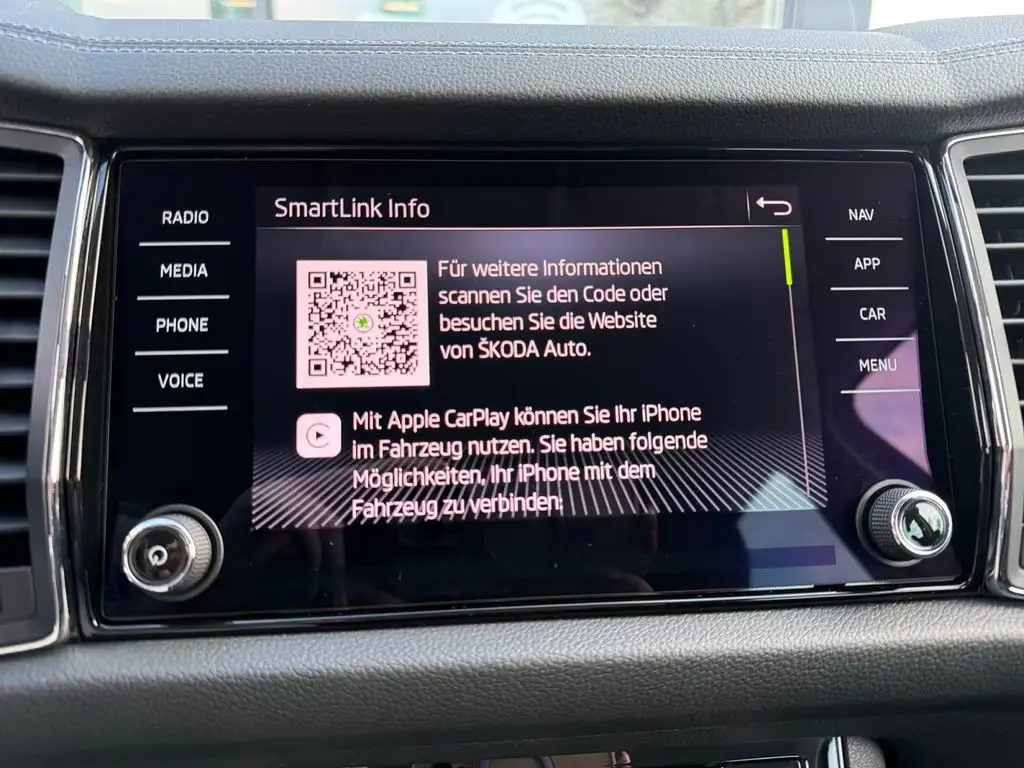 RADIO
MEDIA
PHONE
VOICE
SmartLink Info
Für weitere Informationen
scannen Sie den Code oder
besuchen Sie die Website
von ŠKODA Auto.
Mit Apple CarPlay können Sie Ihr iPhone
im Fahrzeug nutzen. Sie haben folgende
Möglichkeiten, Ihr iPhone mit dem
Fahrzeug zu verbinden:
NAV
APP
CAR
MENU